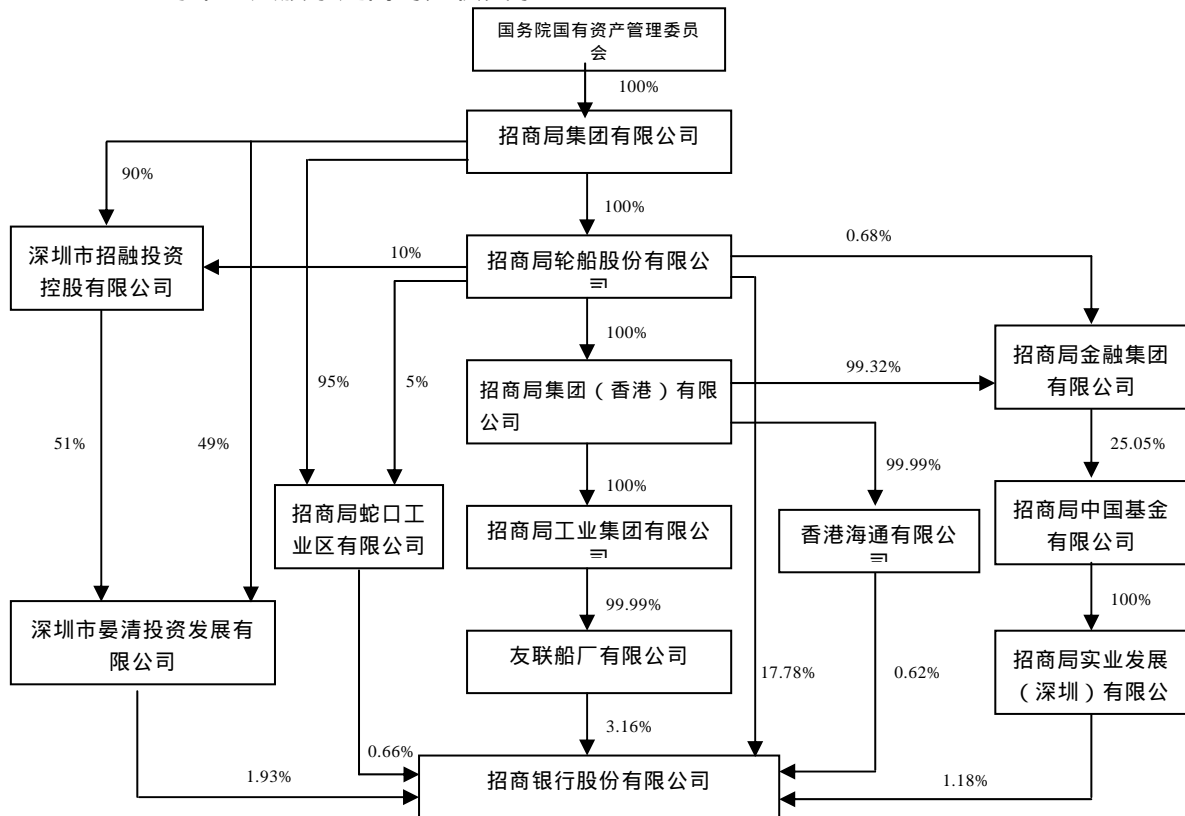 国务院国有资产管理委员
会
100%
招商局集团有限公司
90%
100%
0.68%
深圳市招融投资
控股有限公司
10%
招商局轮船股份有限公
司
100%
招商局金融集团
有限公司
99.32%
95%
5%
招商局集团（香港）有限
公司
51%
49%
25.05%
99.99%
100%
招商局蛇口工
业区有限公司
招商局工业集团有限公
司
香港海通有限公
司
招商局中国基金
有限公司
99.99%
100%
深圳市晏清投资发展有
限公司
友联船厂有限公司
招商局实业发展
（深圳）有限公
17.78%
0.62%
3.16%
0.66%
1.93%
招商银行股份有限公司
1.18%